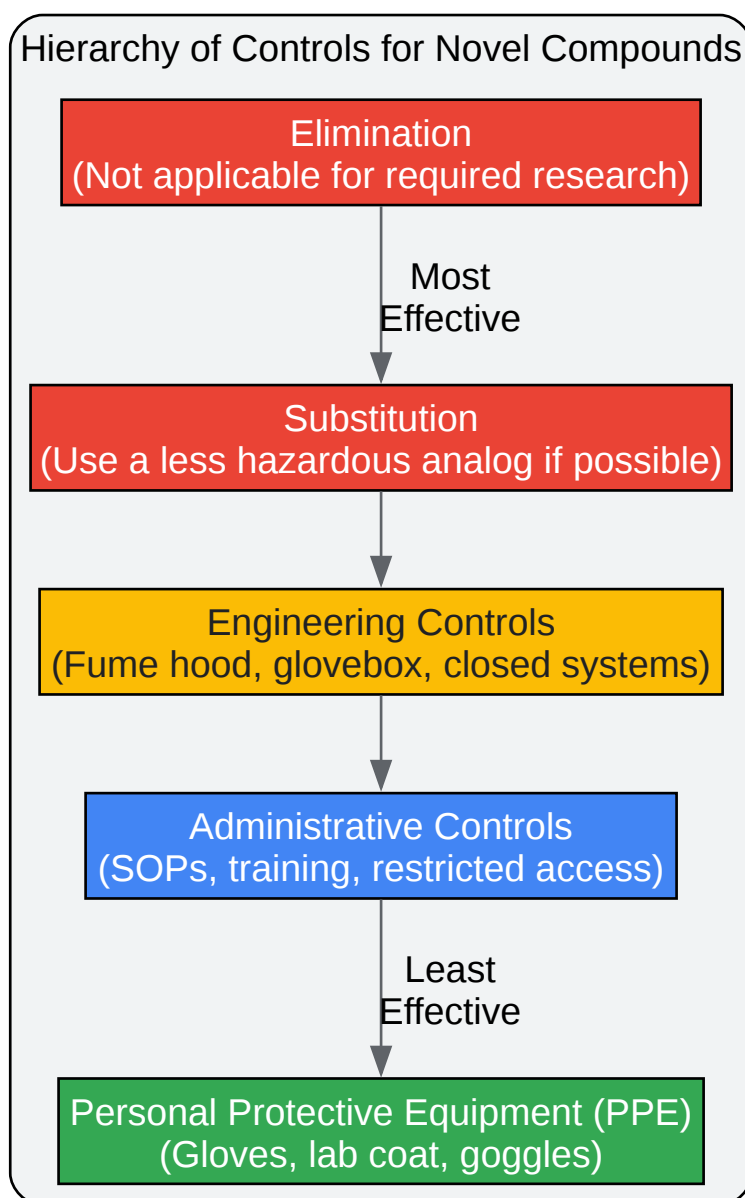 Hierarchy of Controls for Novel Compounds
Elimination
(Not applicable for required research)
Most
Effective
Substitution
(Use a less hazardous analog if possible)
Engineering Controls
(Fume hood, glovebox, closed systems)
Administrative Controls
(SOPs, training, restricted access)
Least
Effective
Personal Protective Equipment (PPE)
(Gloves, lab coat, goggles)